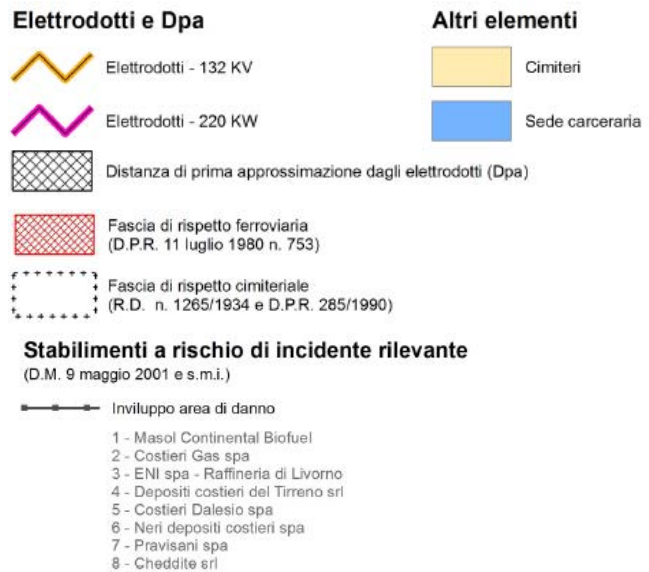 Elettrodotti e Dpa
Elettrodotti - 132 KV
Elettrodotti - 220 KW
Distanza di prima approssimazione dagli elettrodotti (Dpa)
Fascia di rispetto ferroviaria
(D.P.R. 11 luglio 1980 n. 753)
Fascia di rispetto cimiteriale
(R.D. n. 1265/1934 e D.P.R. 285/1990)
Altri elementi
Cimiteri
Sede carceraria
Stabilimenti a rischio di incidente rilevante
(D.M. 9 maggio 2001 e s.m.i.)
Inviluppo area di danno
1 - Masol Continental Biofuel
2 - Costieri Gas spa
3 - ENI spa - Raffineria di Livorno
4 - Depositi costieri del Tirreno srl
5 - Costieri Dalesio spa
6 - Neri depositi costieri spa
7 - Pravisani spa
8 - Cheddite srl